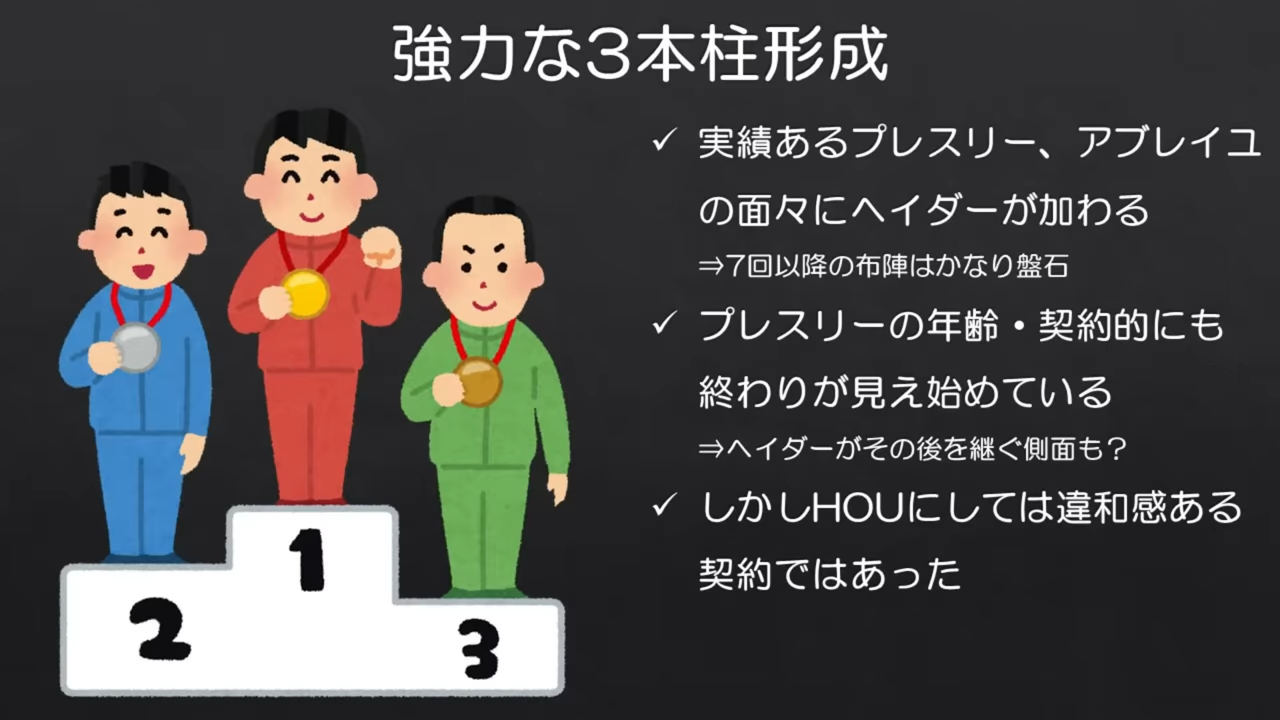 強力な3本柱形成
✓ 実績あるプレスリー、アブレイユ
の面々にヘイダーが加わる
⇒7回以降の布陣はかなり盤石
✓ プレスリーの年齢・契約的にも
終わりが見え始めている
⇒ヘイダーがその後を継ぐ側面も？
✓ しかしHOUにしては違和感ある
契約ではあった
1
2
3